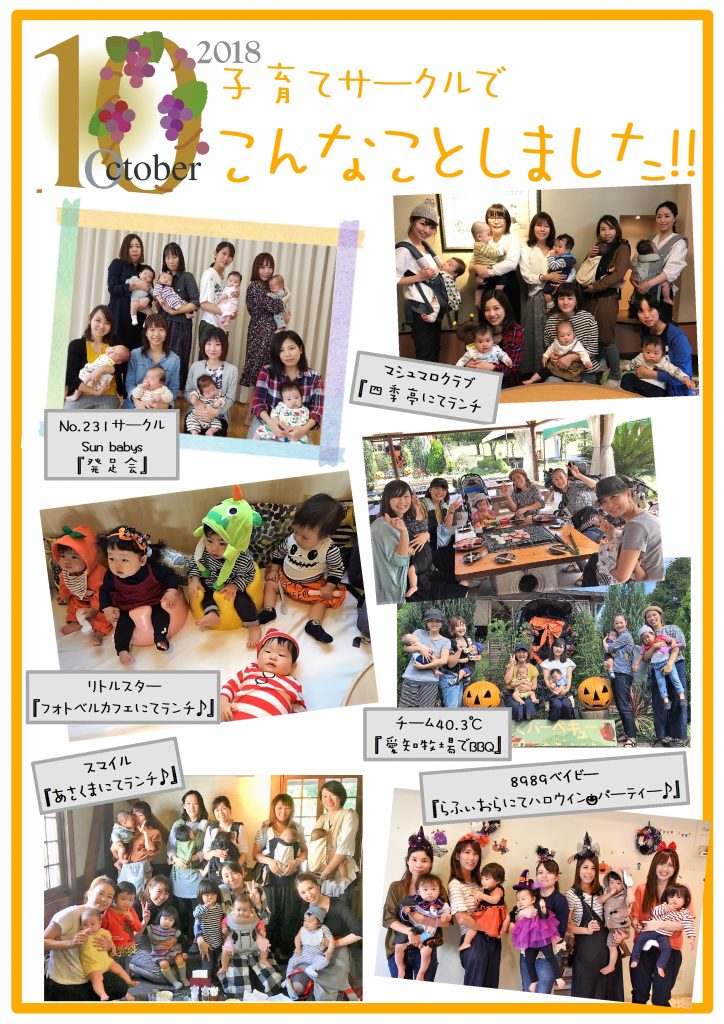 10
October
2018
子育てサークルで
こんなことしました!!
No.231サークル
Sun babys
『発足会』
マシュマロクラブ
『四季亭にてランチ
リトルスター
『フォトベルカフェにてランチ♪』
チーム40.3℃
『愛知牧場でBBQ』
バーベキュー
スマイル
『あさくまにてランチ♪』
8989ベイビー
『らふぃおらにてハロウィン🎃パーティー♪』